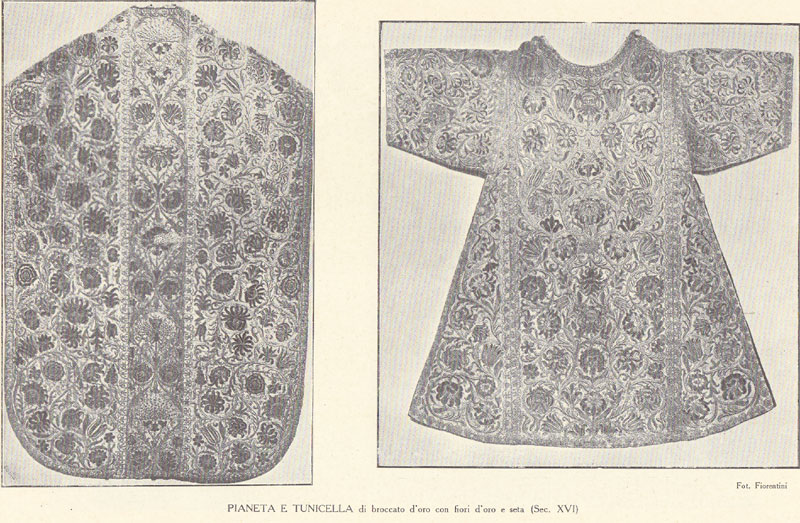 Fot. Fiorentini
PIANETA E TUNICELLA di broccato d'oro con fiori d'oro e seta (Sec. XVI)